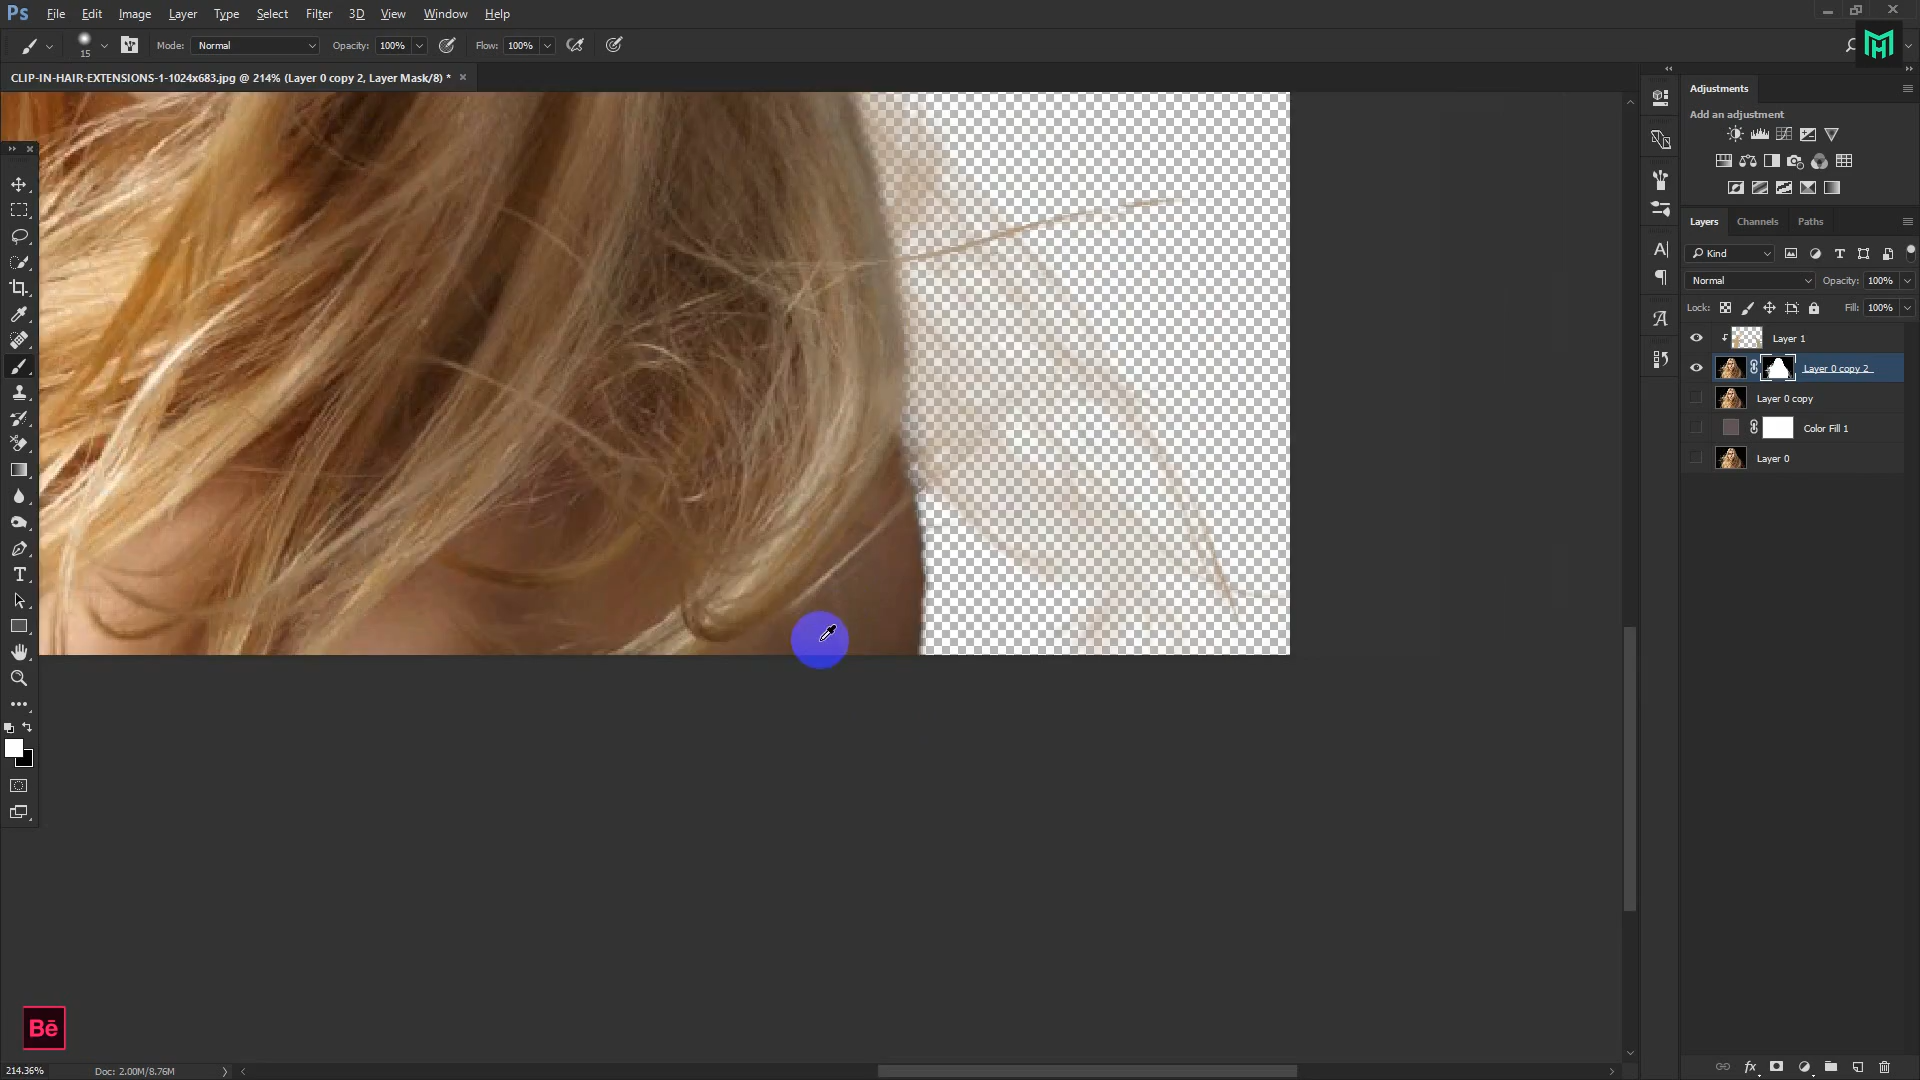 Ps File Edit Image Layer Type Select Filter 3D View Window Help
15 Mode: Normal Opacity: 100% Flow: 100%
CLIP-IN-HAIR-EXTENSIONS-1-1024x683.jpg @ 214% (Layer 0 copy 2, Layer Mask/8) *
Adjustments
Add an adjustment
Layers Channels Paths
Kind
Normal Opacity: 100%
Lock: Fill: 100%
Layer 1
Layer 0 copy 2
Layer 0 copy
Color Fill 1
Layer 0
Bē
214.36% Doc: 2.00M/8.76M